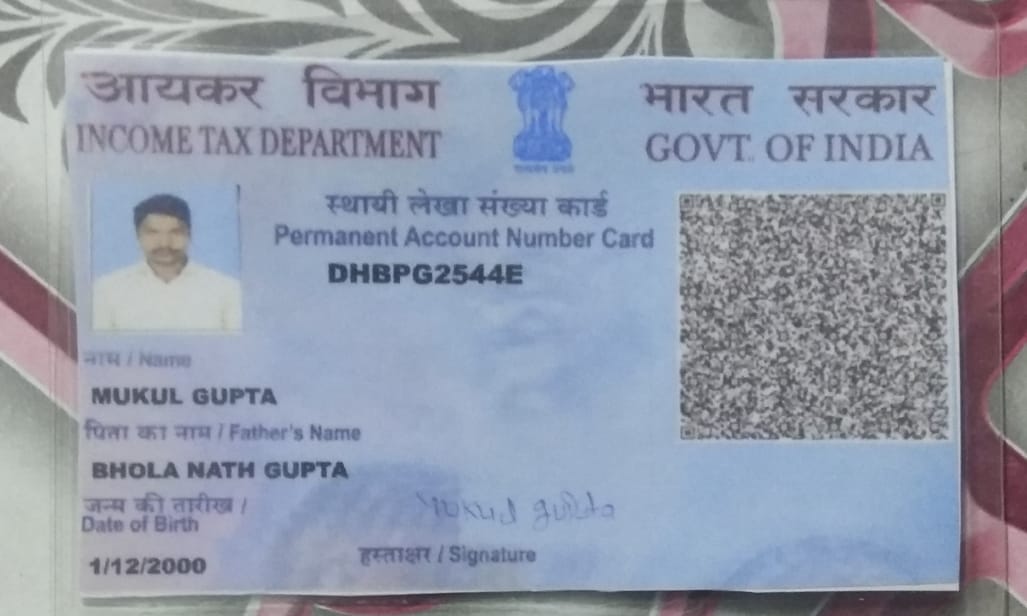 आयकर विभाग
INCOME TAX DEPARTMENT
भारत सरकार
GOVT. OF INDIA
स्थायी लेखा संख्या कार्ड
Permanent Account Number Card
DHBPG2544E
नाम / Name
MUKUL GUPTA
पिता का नाम / Father's Name
BHOLA NATH GUPTA
जन्म की तारीख /
Date of Birth
1/12/2000
Mukul gupta
हस्ताक्षर / Signature